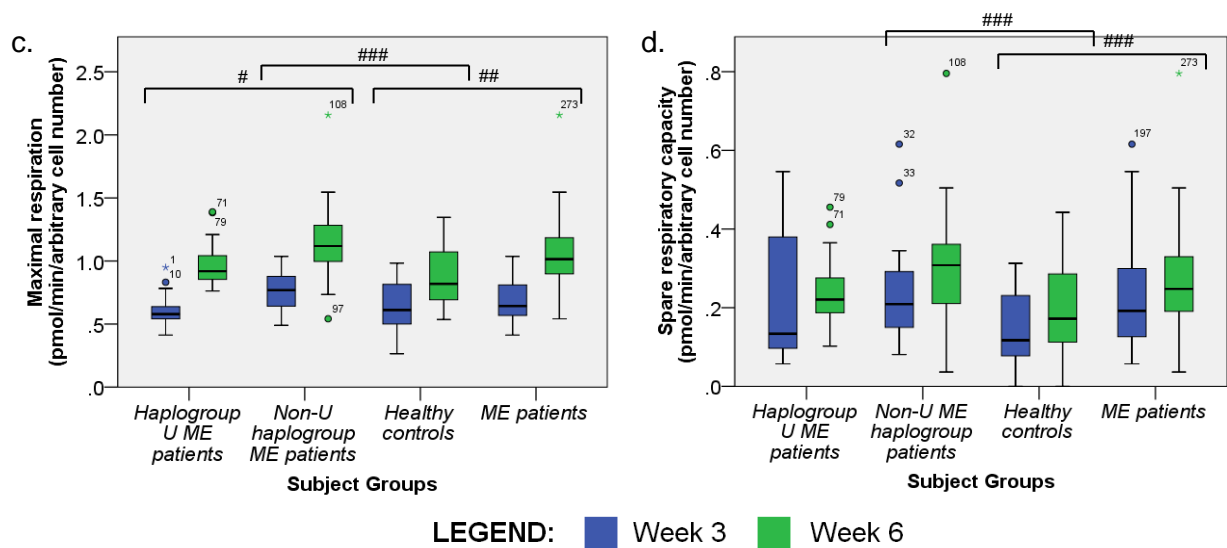 c.
#
###
##
2.5
2.0
1.5
1.0
.5
.0
Maximal respiration
(pmol/min/arbitrary cell number)
1
10
71
79
108
97
273
Haplogroup
U ME
patients
Non-U
haplogroup
ME patients
Healthy
controls
ME patients
Subject Groups
d.
###
###
.8
.6
.4
.2
.0
Spare respiratory capacity
(pmol/min/arbitrary cell number)
79
71
32
33
108
197
273
Haplogroup
U ME
patients
Non-U ME
haplogroup
patients
Healthy
controls
ME patients
Subject Groups
LEGEND: Week 3 Week 6